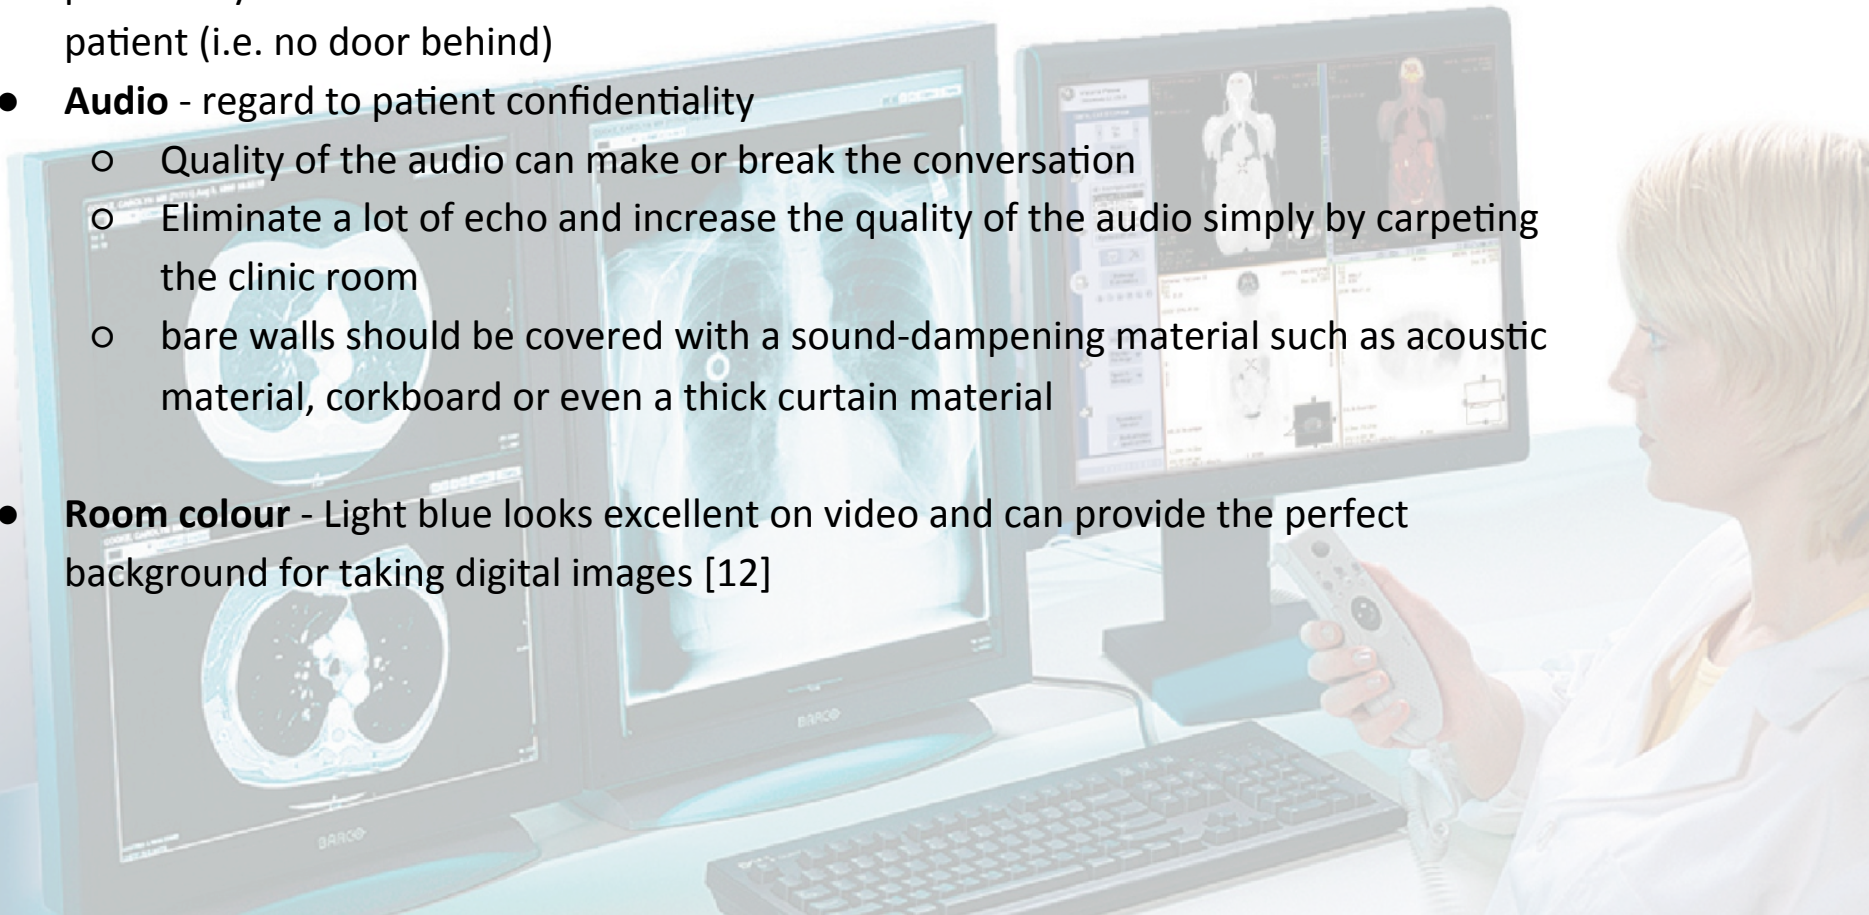 patient (i.e. no door behind)
● Audio - regard to patient confidentiality
○ Quality of the audio can make or break the conversation
○ Eliminate a lot of echo and increase the quality of the audio simply by carpeting
the clinic room
○ bare walls should be covered with a sound-dampening material such as acoustic
material, corkboard or even a thick curtain material
● Room colour - Light blue looks excellent on video and can provide the perfect
background for taking digital images [12]
BARCO
BARCO